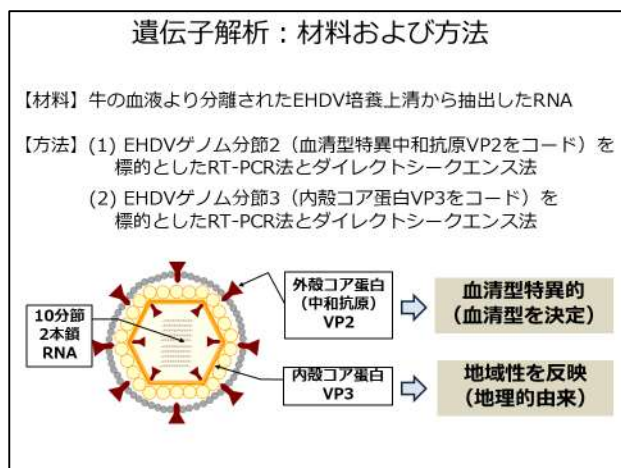 遺伝子解析：材料および方法
【材料】牛の血液より分離されたEHDV培養上清から抽出したRNA
【方法】(1) EHDVゲノム分節2（血清型特異中和抗原VP2をコード）を
標的としたRT-PCR法とダイレクトシークエンス法
(2) EHDVゲノム分節3（内殻コア蛋白VP3をコード）を
標的としたRT-PCR法とダイレクトシークエンス法
10分節
2本鎖
RNA
外殻コア蛋白
（中和抗原）
VP2
血清型特異的
（血清型を決定）
内殻コア蛋白
VP3
地域性を反映
（地理的由来）